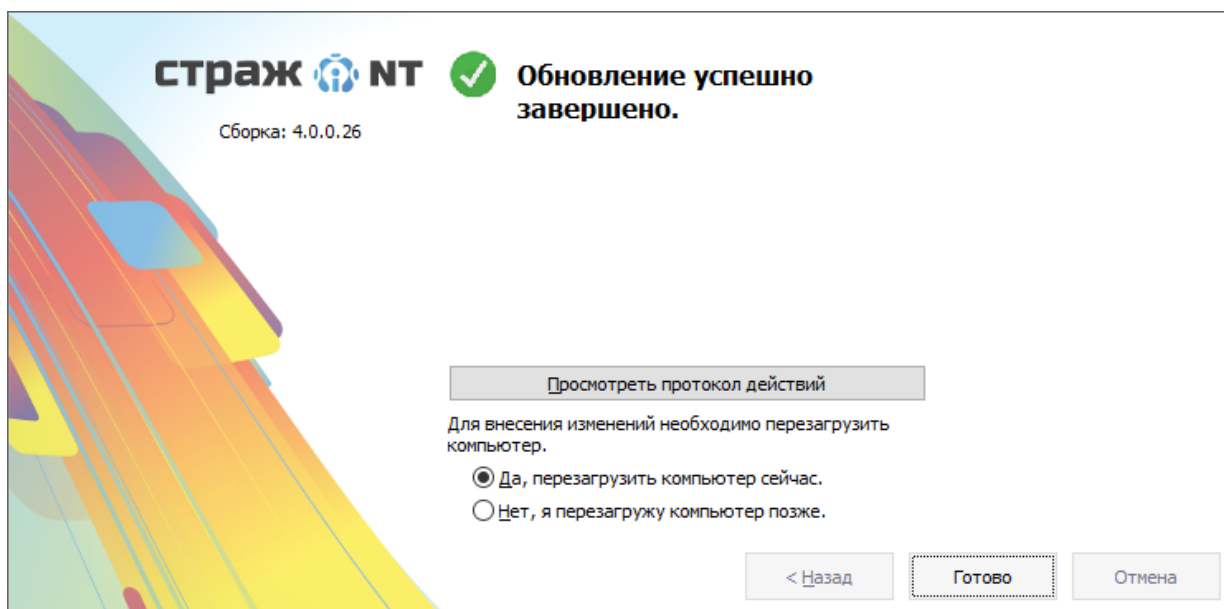 страж NT
Сборка: 4.0.0.26
Обновление успешно
завершено.
Просмотреть протокол действий
Для внесения изменений необходимо перезагрузить
компьютер.
Да, перезагрузить компьютер сейчас.
Нет, я перезагружу компьютер позже.
< Назад
Готово
Отмена